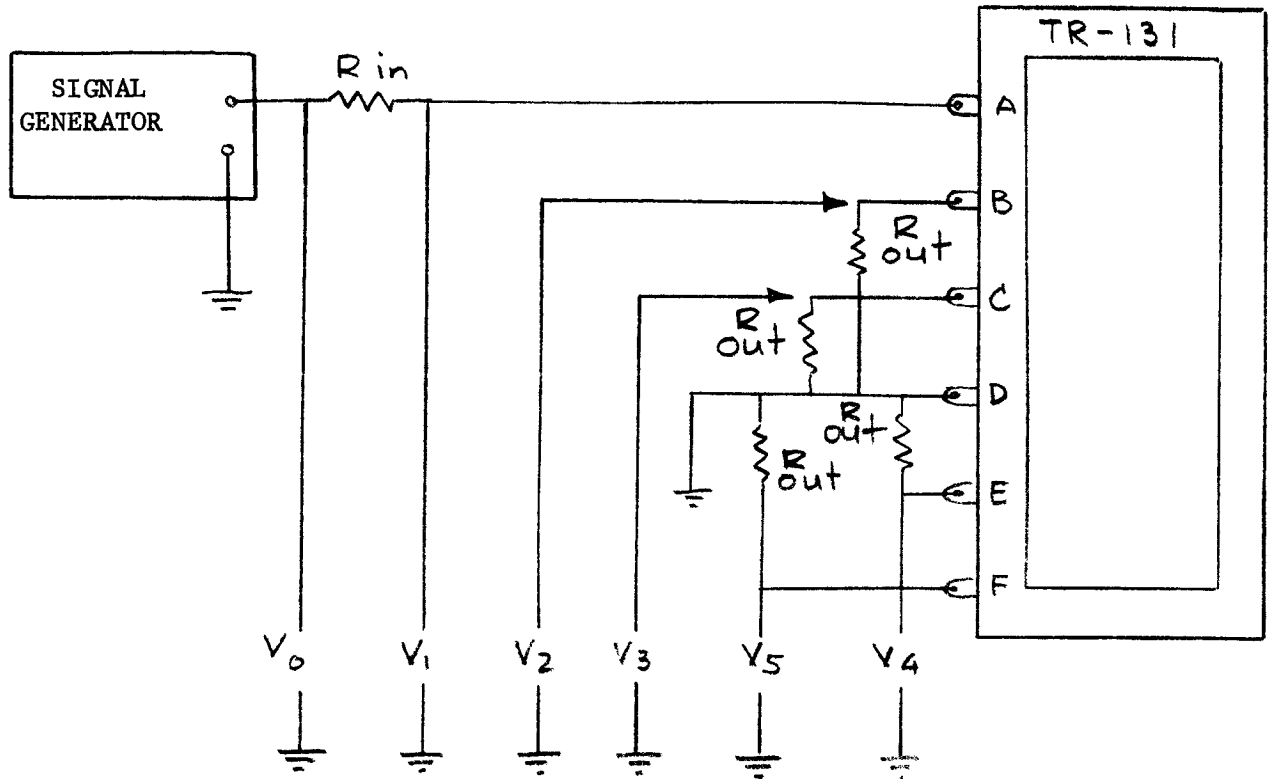 TR-131
SIGNAL
GENERATOR
R in
A
B
R
out
C
R
out
D
R
out
R
out
E
F
V₀
V₁
V₂
V₃
V₅
V₄